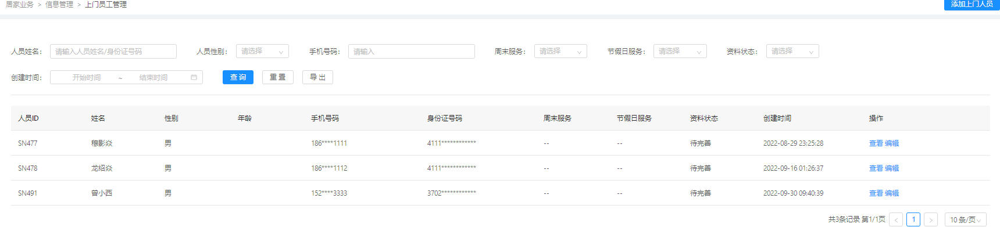 居家业务 > 信息管理 > 上门员工管理 添加上门人员
人员姓名： 请输入人员姓名/身份证号码 人员性别： 请选择 手机号码： 请输入 周末服务： 请选择 节假日服务： 请选择 资料状态： 请选择
创建时间： 开始时间 ~ 结束时间 查 询 重 置 导 出
人员ID 姓名 性别 年龄 手机号码 身份证号码 周末服务 节假日服务 资料状态 创建时间 操作
SN477 穆影焱 男 186****1111 4111************ -- -- 待完善 2022-08-29 23:25:28 查看 编辑
SN478 龙绍焱 男 186****1112 4111************ -- -- 待完善 2022-09-16 01:26:37 查看 编辑
SN491 曾小西 男 152****3333 3702************ -- -- 待完善 2022-09-30 09:40:39 查看 编辑
共3条记录 第1/1页 < 1 > 10 条/页